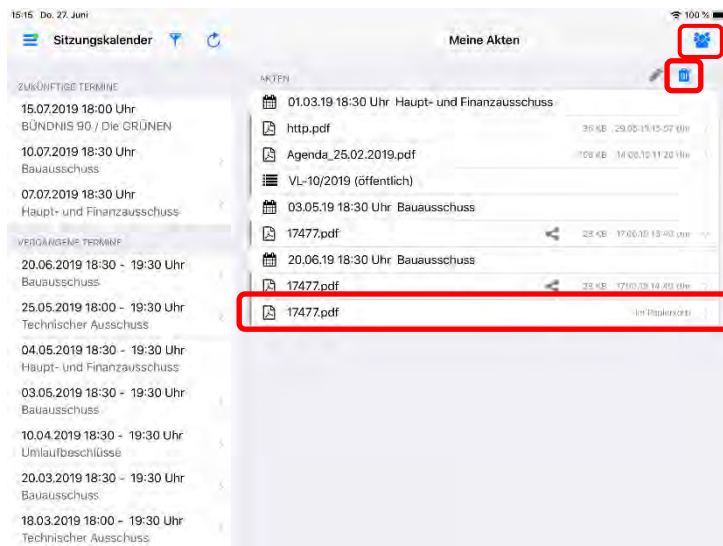 15:15 Do. 27. Juni
100 %
Sitzungskalender
Meine Akten
ZUKÜNFTIGE TERMINE
15.07.2019 18:00 Uhr
BÜNDNIS 90 / Die GRÜNEN
10.07.2019 18:30 Uhr
Bauausschuss
07.07.2019 18:30 Uhr
Haupt- und Finanzausschuss
VERGANGENE TERMINE
20.06.2019 18:30 - 19:30 Uhr
Bauausschuss
25.05.2019 18:00 - 19:30 Uhr
Technischer Ausschuss
04.05.2019 18:30 - 19:30 Uhr
Haupt- und Finanzausschuss
03.05.2019 18:30 - 19:30 Uhr
Bauausschuss
10.04.2019 18:30 - 19:30 Uhr
Umlaufbeschlüsse
20.03.2019 18:30 - 19:30 Uhr
Bauausschuss
18.03.2019 18:00 - 19:30 Uhr
Technischer Ausschuss
AKTEN
01.03.19 18:30 Uhr Haupt- und Finanzausschuss
http.pdf
Agenda_25.02.2019.pdf
VL-10/2019 (öffentlich)
03.05.19 18:30 Uhr Bauausschuss
17477.pdf
20.06.19 18:30 Uhr Bauausschuss
17477.pdf
17477.pdf Im Papierkorb